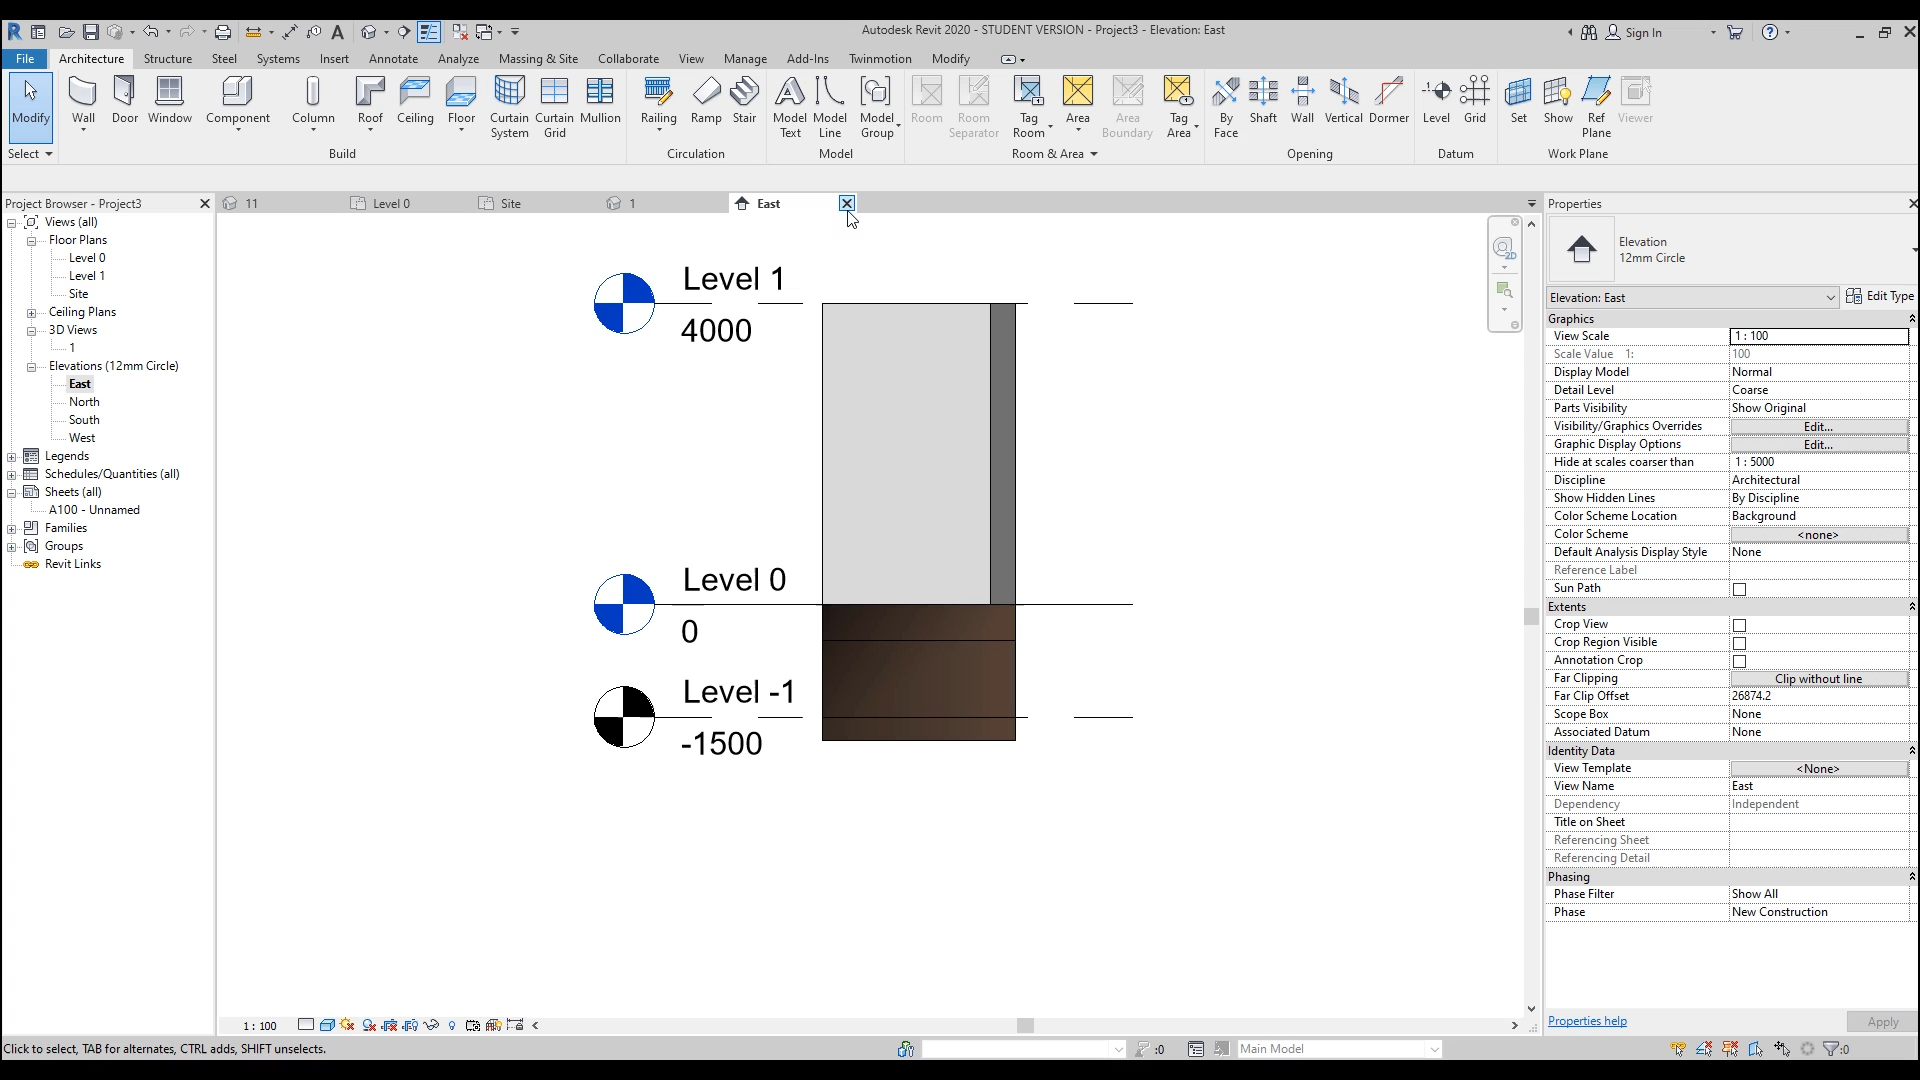 Autodesk Revit 2020 - STUDENT VERSION - Project3 - Elevation: East
Sign In
File Architecture Structure Steel Systems Insert Annotate Analyze Massing & Site Collaborate View Manage Add-Ins Twinmotion Modify
Modify Wall Door Window Component Column Roof Ceiling Floor Curtain System Curtain Grid Mullion Railing Ramp Stair Model Text Model Line Model Group Room Room Separator Tag Room Area Area Boundary Tag Area By Face Shaft Wall Vertical Dormer Level Grid Set Show Ref Plane Viewer
Select Build Circulation Model Room & Area Opening Datum Work Plane
Project Browser - Project3
11 Level 0 Site 1 East
Views (all)
Floor Plans
Level 0
Level 1
Site
Ceiling Plans
3D Views
1
Elevations (12mm Circle)
East
North
South
West
Legends
Schedules/Quantities (all)
Sheets (all)
A100 - Unnamed
Families
Groups
Revit Links
Level 1
4000
Level 0
0
Level -1
-1500
2D
Properties
Elevation
12mm Circle
Elevation: East Edit Type
Graphics
View Scale 1 : 100
Scale Value 1: 100
Display Model Normal
Detail Level Coarse
Parts Visibility Show Original
Visibility/Graphics Overrides Edit...
Graphic Display Options Edit...
Hide at scales coarser than 1 : 5000
Discipline Architectural
Show Hidden Lines By Discipline
Color Scheme Location Background
Color Scheme <none>
Default Analysis Display Style None
Reference Label
Sun Path
Extents
Crop View
Crop Region Visible
Annotation Crop
Far Clipping Clip without line
Far Clip Offset 26874.2
Scope Box None
Associated Datum None
Identity Data
View Template <None>
View Name East
Dependency Independent
Title on Sheet
Referencing Sheet
Referencing Detail
Phasing
Phase Filter Show All
Phase New Construction
Properties help Apply
1 : 100
Click to select, TAB for alternates, CTRL adds, SHIFT unselects.
:0
Main Model
:0